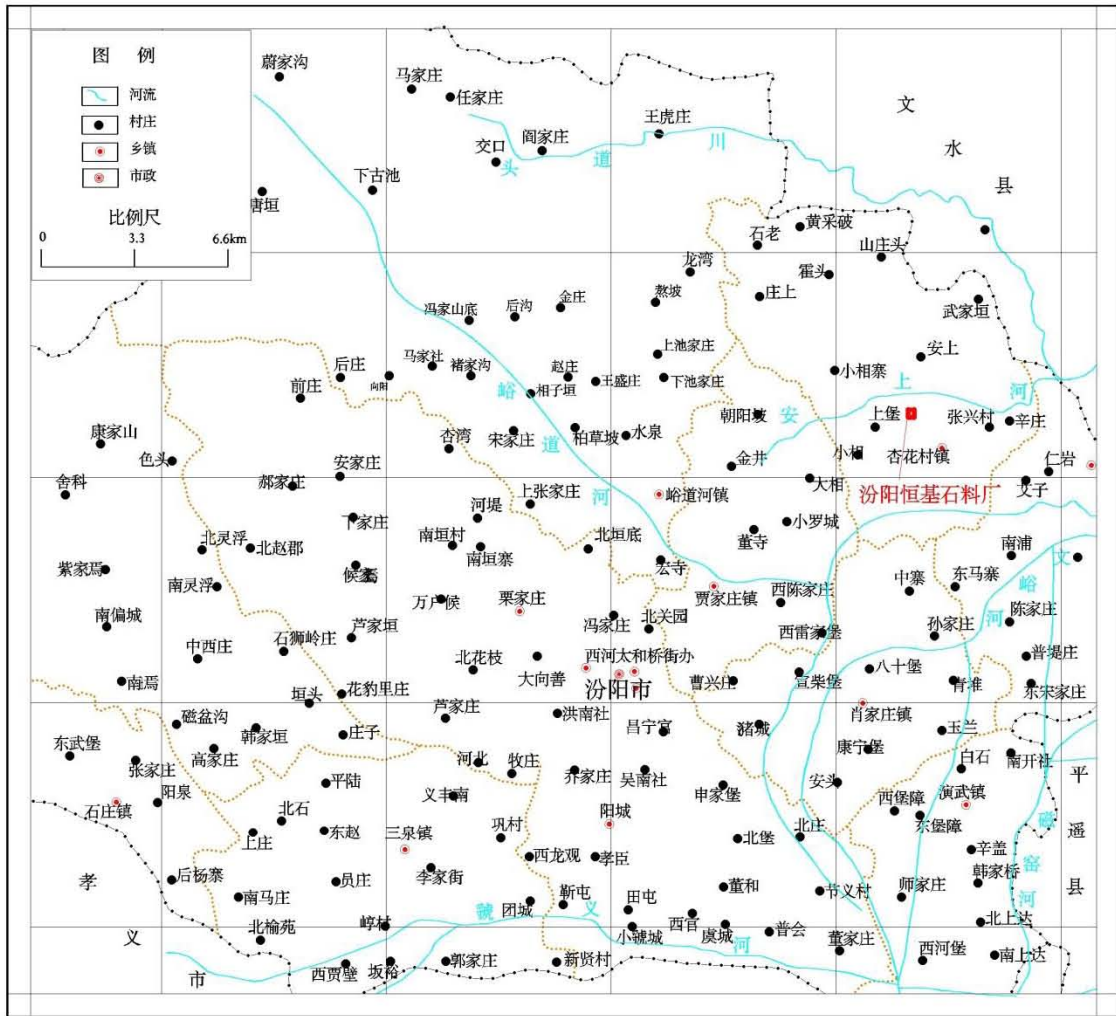 图 例
河流
村庄
乡镇
市政
比例尺
0 3.3 6.6km
蔚家沟
马家庄
任家庄
王虎庄
文
水
县
交口
阎家庄
头 道 川
下古池
唐垣
黄采破
石老
山庄头
龙湾
霍头
庄上
武家垣
冯家山底
后沟
金庄
熬坡
上池家庄
安上
马家社
褚家沟
赵庄
王盛庄
下池家庄
小相寨
后庄
向阳
前庄
相子垣
峪 道 河
朝阳坡
安 上 河
上堡
张兴村
辛庄
康家山
色头
杏湾
宋家庄
柏草坡
水泉
金井
小相
杏花村镇
仁岩
舍科
郝家庄
安家庄
上张家庄
峪道河镇
大相
汾阳恒基石料厂
文子
河堤
小罗城
北灵浮
北赵郡
南垣村
南垣寨
北垣底
董寺
南浦
文
紫家焉
南灵浮
宏寺
中寨
东马寨
峪
河
万户候
栗家庄
贾家庄镇
西陈家庄
陈家庄
南偏城
冯家庄
北关园
芦家垣
西雷家堡
孙家庄
中西庄
石狮岭庄
北花枝
大向善
西河太和桥街办
汾阳市
曹兴庄
宣柴堡
八十堡
普堤庄
南焉
垣头
花豹里庄
东宋家庄
芦家庄
洪南社
肖家庄镇
磁盆沟
韩家垣
庄子
昌宁宫
渚城
玉兰
东武堡
高家庄
康宁堡
白石
南开社
平
遥
县
张家庄
河北
牧庄
乔家庄
吴南社
安头
阳泉
平陆
义丰南
申家堡
西堡障
演武镇
石庄镇
北石
阳城
东堡障
上庄
东赵
三泉镇
巩村
北堡
北庄
辛盖
孝
义
市
后杨寨
西龙观
孝臣
韩家桥
窑
河
员庄
李家街
南马庄
董和
节义村
师家庄
团城
靳屯
田屯
虢 义 河
北榆苑
崞村
小虢城
西官
虞城
普会
北上达
董家庄
西贾壁
坂裕
郭家庄
新贤村
西河堡
南上达